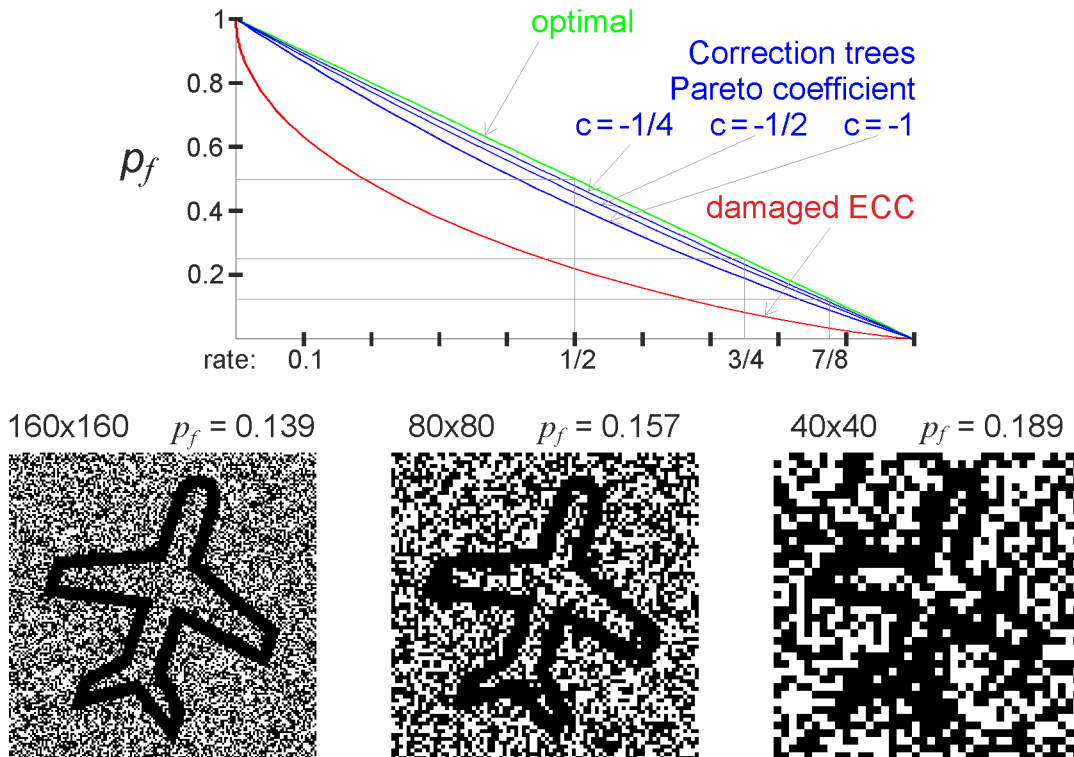 1
optimal
Correction trees
0.8
Pareto coefficient
c = -1/4 c = -1/2 c = -1
0.6
pf
0.4
damaged ECC
0.2
rate: 0.1 1/2 3/4 7/8
160x160 pf = 0.139 80x80 pf = 0.157 40x40 pf = 0.189